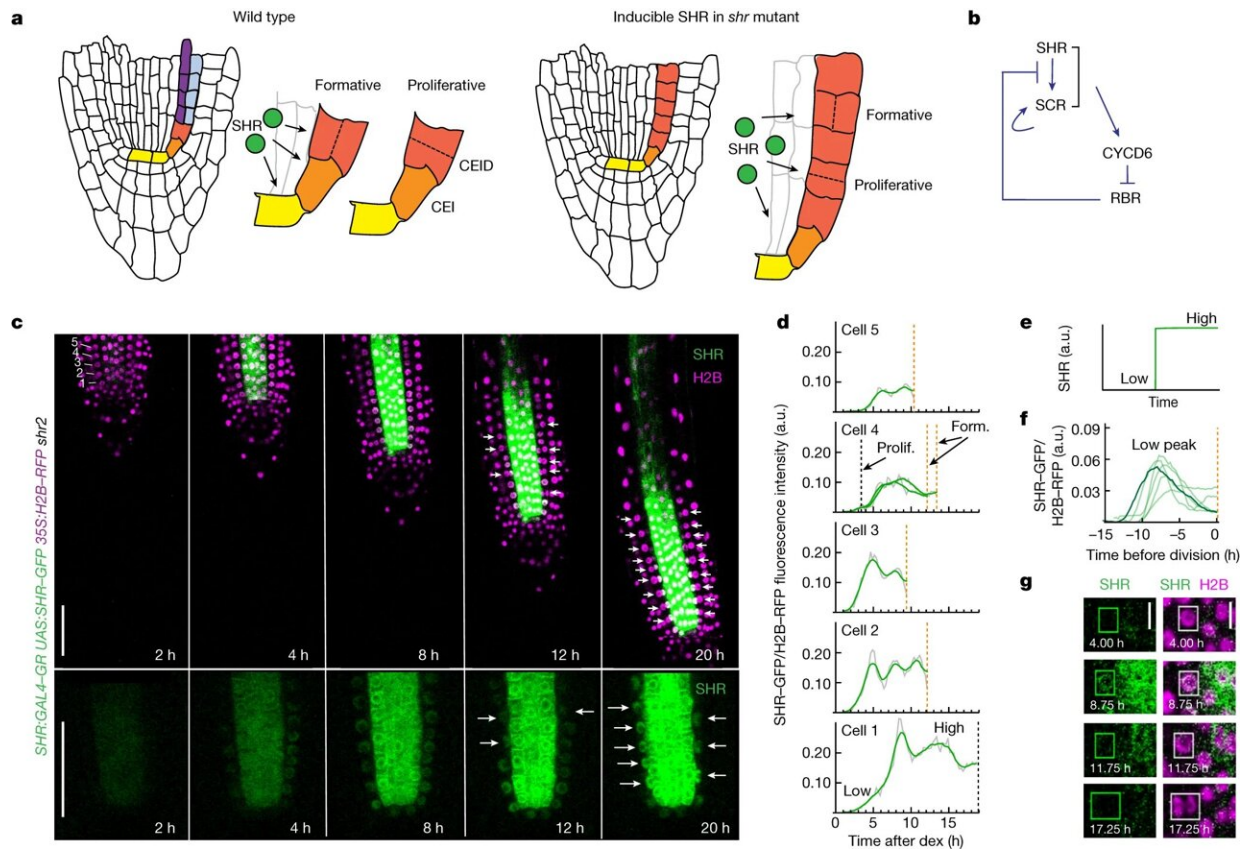 a
Wild type
Inducible SHR in shr mutant
Formative
Proliferative
SHR
CEID
CEI
SHR
Formative
Proliferative
b
SHR
SCR
CYCD6
RBR
c
SHR:GAL4–GR UAS:SHR–GFP 35S:H2B–RFP shr2
5
4
3
2
1
SHR
H2B
2 h
4 h
8 h
12 h
20 h
SHR
2 h
4 h
8 h
12 h
20 h
d
SHR–GFP/H2B–RFP fluorescence intensity (a.u.)
Cell 5
0.20
0.10
Cell 4
Prolif.
Form.
0.20
0.10
Cell 3
0.20
0.10
Cell 2
0.20
0.10
Cell 1
High
0.20
0.10
Low
0 5 10 15
Time after dex (h)
e
SHR (a.u.)
High
Low
Time
f
SHR–GFP/
H2B–RFP (a.u.)
0.09
0.06
0.03
Low peak
−15 −10 −5 0
Time before division (h)
g
SHR
SHR H2B
4.00 h
4.00 h
8.75 h
8.75 h
11.75 h
11.75 h
17.25 h
17.25 h